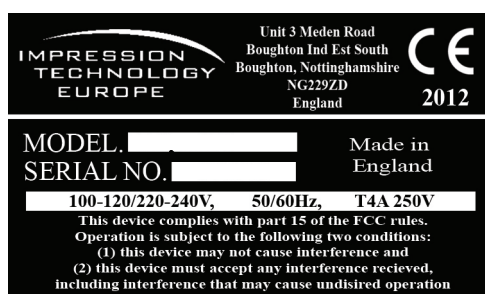 IMPRESSION
TECHNOLOGY
EUROPE
Unit 3 Meden Road
Boughton Ind Est South
Boughton, Nottinghamshire
NG229ZD
England
CE
2012
MODEL.
SERIAL NO.
Made in
England
100-120/220-240V, 50/60Hz, T4A 250V
This device complies with part 15 of the FCC rules.
Operation is subject to the following two conditions:
(1) this device may not cause interference and
(2) this device must accept any interference recieved,
including interference that may cause undisired operation